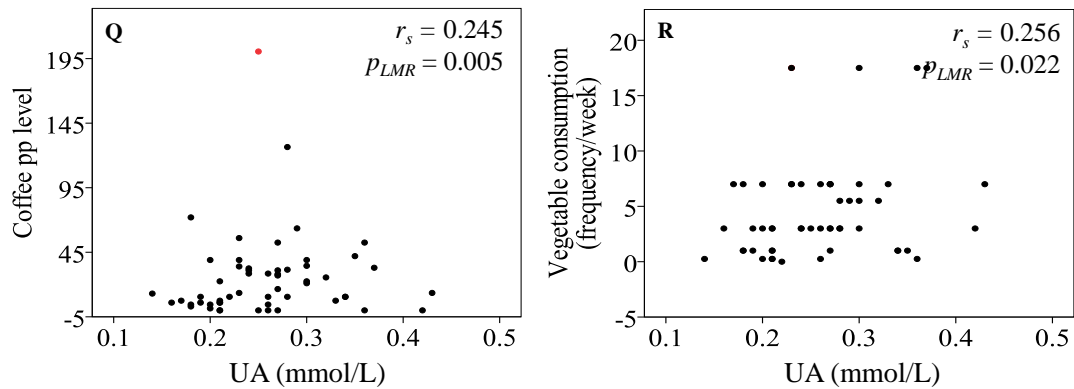 Q
r_s = 0.245
p_LMR = 0.005
195
145
95
45
-5
Coffee pp level
0.1 0.2 0.3 0.4 0.5
UA (mmol/L)
R
r_s = 0.256
p_LMR = 0.022
20
15
10
5
0
-5
Vegetable consumption
(frequency/week)
0.1 0.2 0.3 0.4 0.5
UA (mmol/L)